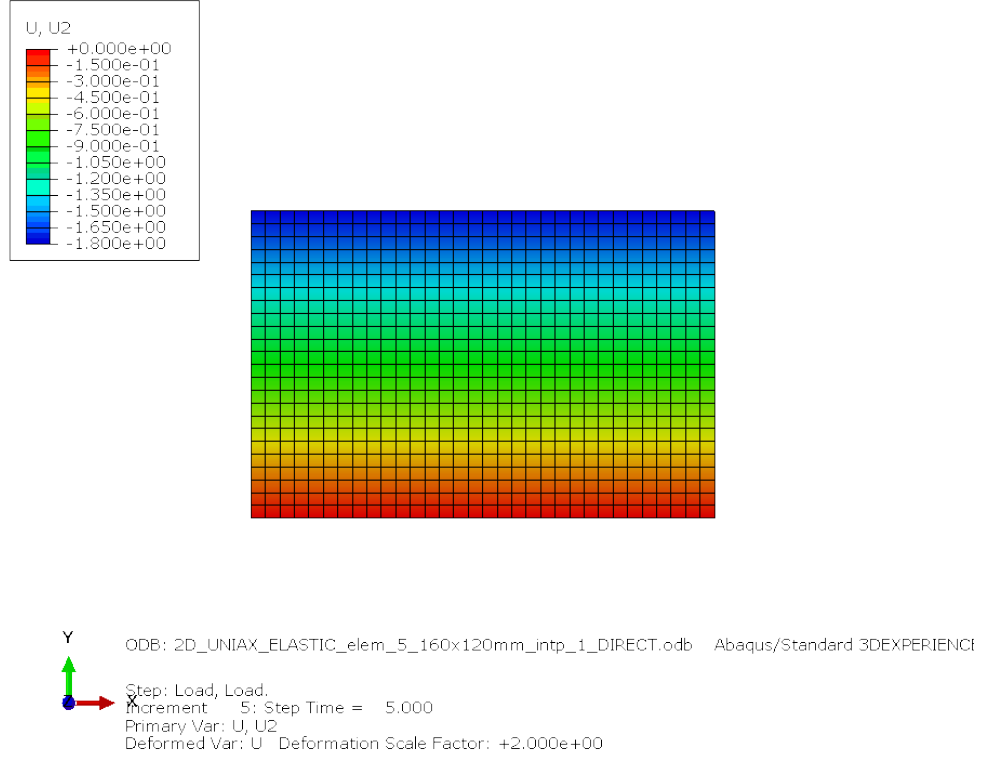 U, U2
+0.000e+00
-1.500e-01
-3.000e-01
-4.500e-01
-6.000e-01
-7.500e-01
-9.000e-01
-1.050e+00
-1.200e+00
-1.350e+00
-1.500e+00
-1.650e+00
-1.800e+00
Y
X
Z
ODB: 2D_UNIAX_ELASTIC_elem_5_160x120mm_intp_1_DIRECT.odb Abaqus/Standard 3DEXPERIENCE
Step: Load, Load.
Increment 5: Step Time = 5.000
Primary Var: U, U2
Deformed Var: U Deformation Scale Factor: +2.000e+00